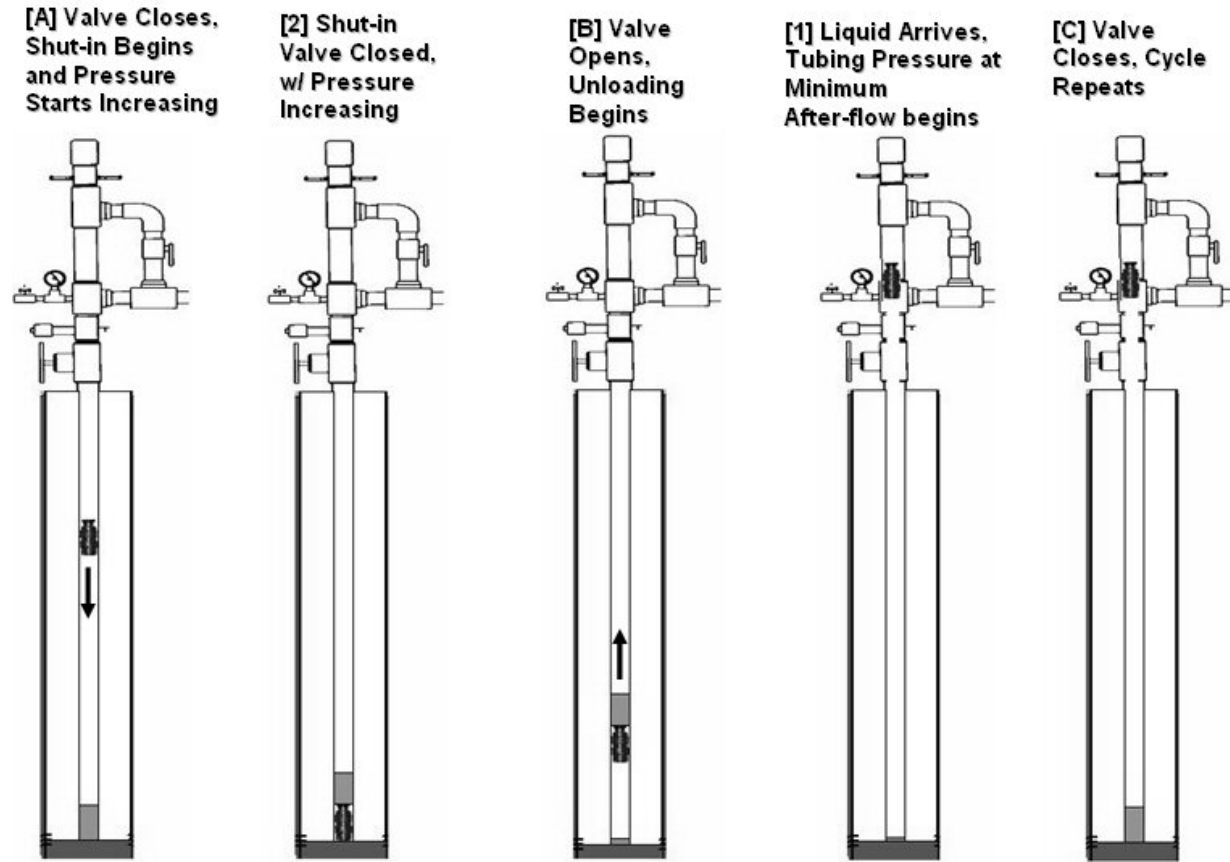 [A] Valve Closes,
Shut-in Begins
and Pressure
Starts Increasing
[2] Shut-in
Valve Closed,
w/ Pressure
Increasing
[B] Valve
Opens,
Unloading
Begins
[1] Liquid Arrives,
Tubing Pressure at
Minimum
After-flow begins
[C] Valve
Closes, Cycle
Repeats